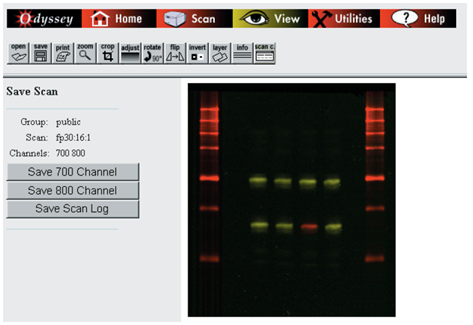 Odyssey Home Scan View Utilities Help
open save print zoom crop adjust rotate flip invert layer info scan c.
90°
Save Scan
Group: public
Scan: fp30:16:1
Channels: 700 800
Save 700 Channel
Save 800 Channel
Save Scan Log